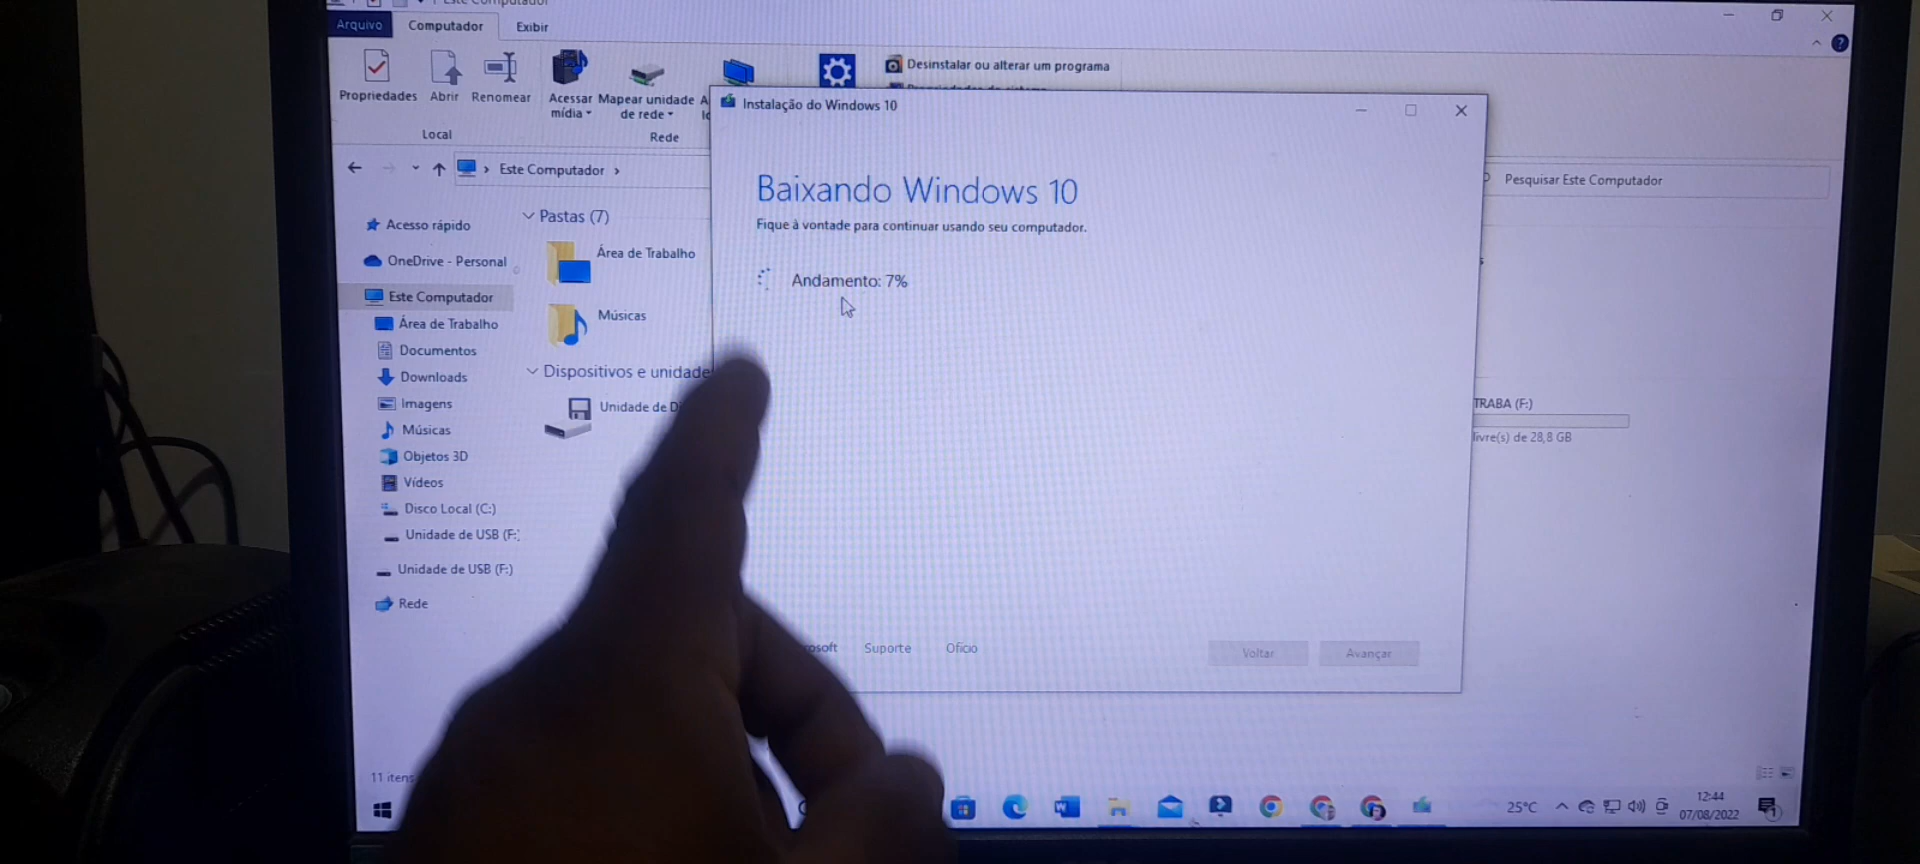 Este Computador
Arquivo
Computador
Exibir
Propriedades
Abrir
Renomear
Acessar mídia
Mapear unidade de rede
Desinstalar ou alterar um programa
Local
Rede
Este Computador
Pesquisar Este Computador
Acesso rápido
OneDrive - Personal
Este Computador
Área de Trabalho
Documentos
Downloads
Imagens
Músicas
Objetos 3D
Vídeos
Disco Local (C:)
Unidade de USB (F:
Unidade de USB (F:)
Rede
11 itens
Pastas (7)
Área de Trabalho
Músicas
Dispositivos e unidade
Unidade de D
Instalação do Windows 10
Baixando Windows 10
Fique à vontade para continuar usando seu computador.
Andamento: 7%
osoft
Suporte
Ofício
Voltar
Avançar
TRABA (F:)
livre(s) de 28,8 GB
25°C
12:44
07/08/2022